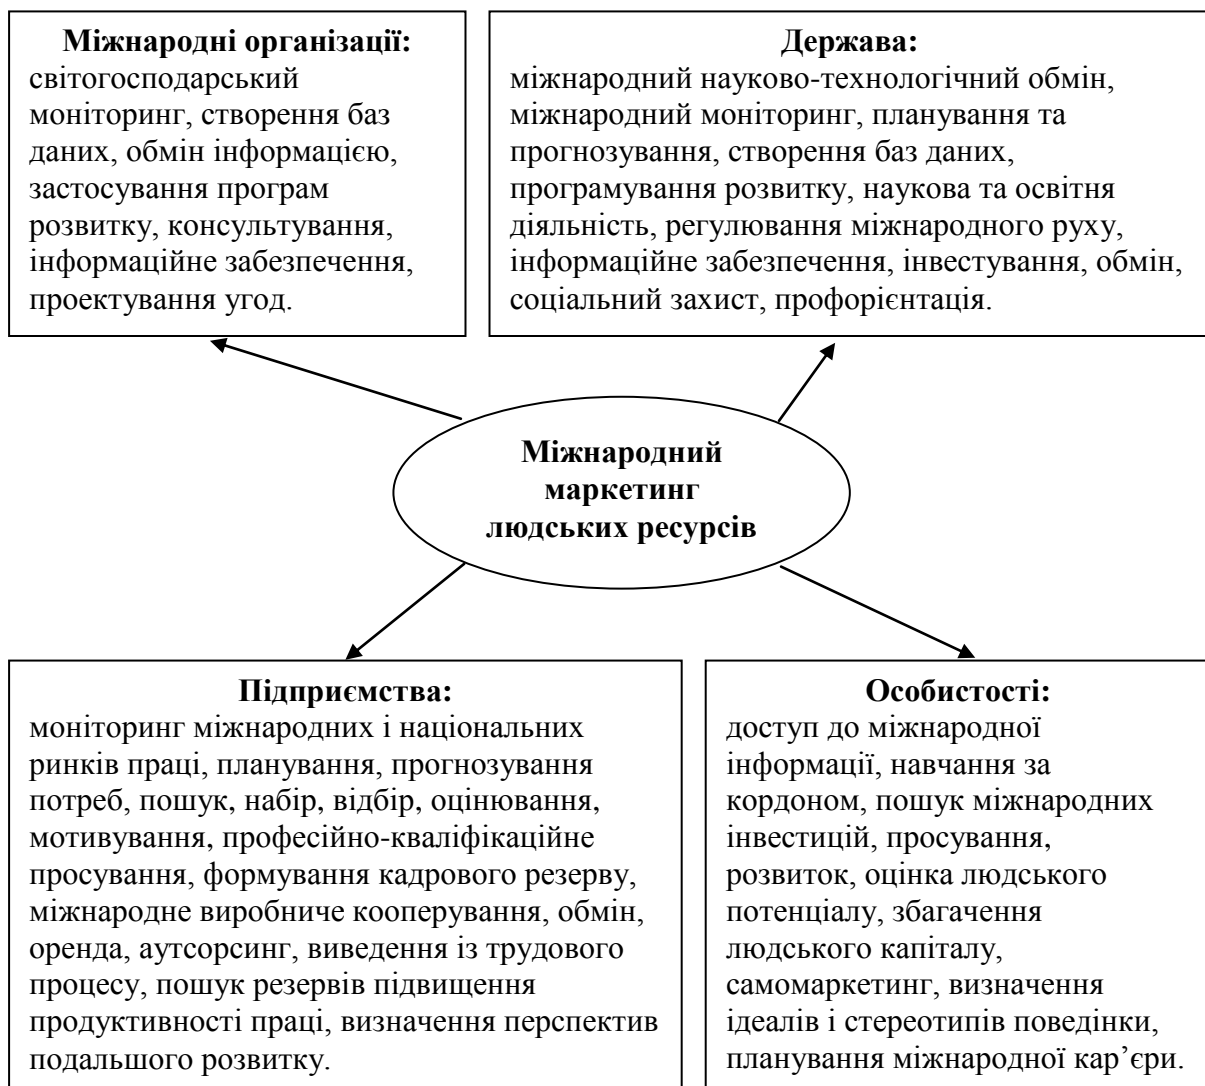 Міжнародні організації:
світогосподарський
моніторинг, створення баз
даних, обмін інформацією,
застосування програм
розвитку, консультування,
інформаційне забезпечення,
проектування угод.
Держава:
міжнародний науково-технологічний обмін,
міжнародний моніторинг, планування та
прогнозування, створення баз даних,
програмування розвитку, наукова та освітня
діяльність, регулювання міжнародного руху,
інформаційне забезпечення, інвестування, обмін,
соціальний захист, профорієнтація.
Міжнародний
маркетинг
людських ресурсів
Підприємства:
моніторинг міжнародних і національних
ринків праці, планування, прогнозування
потреб, пошук, набір, відбір, оцінювання,
мотивування, професійно-кваліфікаційне
просування, формування кадрового резерву,
міжнародне виробниче кооперування, обмін,
оренда, аутсорсинг, виведення із трудового
процесу, пошук резервів підвищення
продуктивності праці, визначення перспектив
подальшого розвитку.
Особистості:
доступ до міжнародної
інформації, навчання за
кордоном, пошук міжнародних
інвестицій, просування,
розвиток, оцінка людського
потенціалу, збагачення
людського капіталу,
самомаркетинг, визначення
ідеалів і стереотипів поведінки,
планування міжнародної кар’єри.